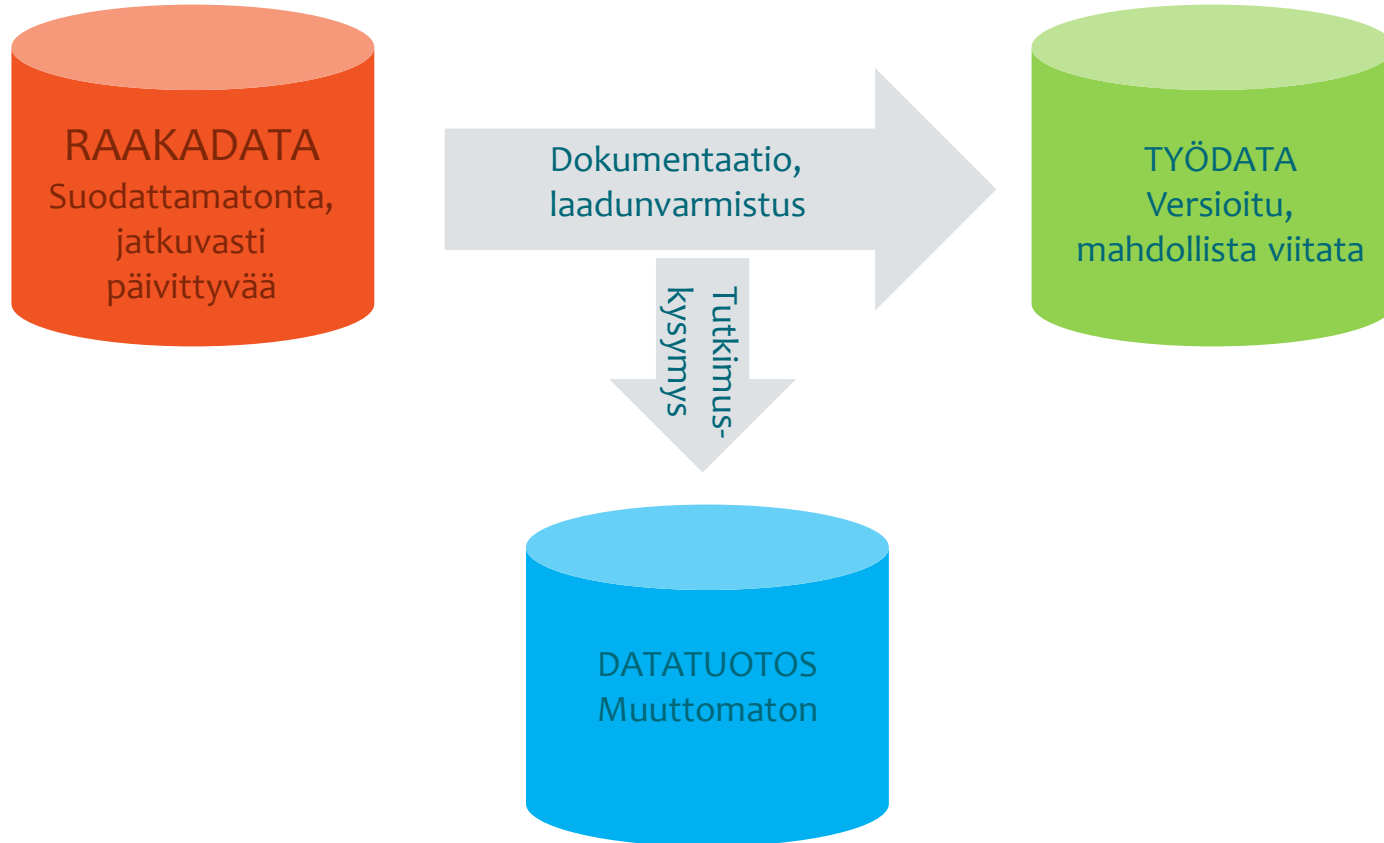 RAAKADATA
Suodattamatonta,
jatkuvasti
päivittyvää
Dokumentaatio,
laadunvarmistus
TYÖDATA
Versioitu,
mahdollista viitata
Tutkimus-
kysymys
DATATUOTOS
Muuttomaton